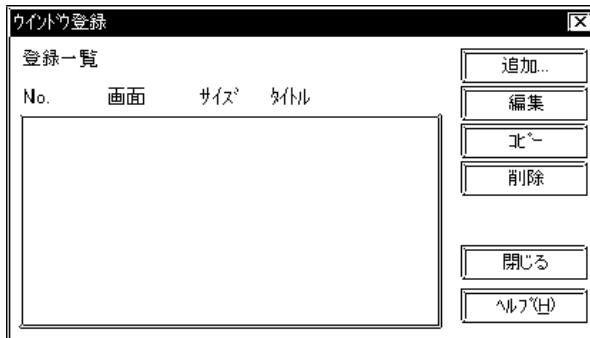 ｳｲﾝﾄﾞｳ登録
登録一覧
No. 画面 ｻｲｽﾞ ﾀｲﾄﾙ
追加...
編集
ｺﾋﾟｰ
削除
閉じる
ﾍﾙﾌﾟ(H)